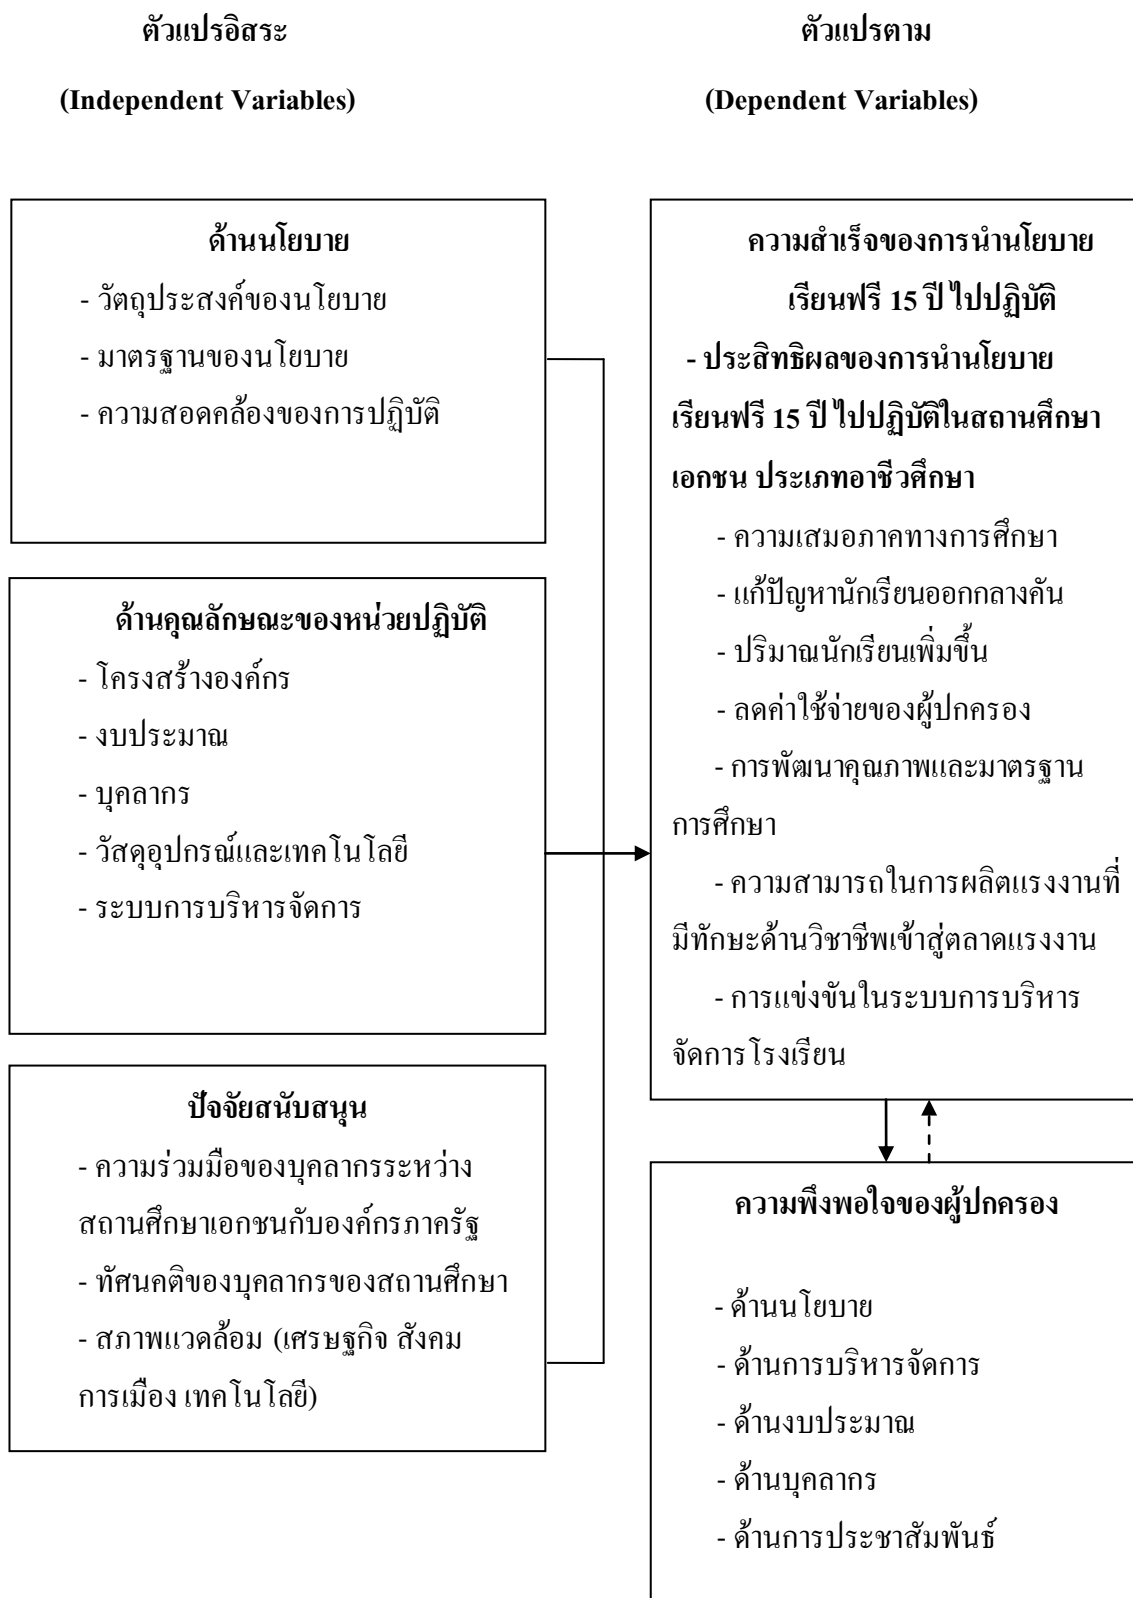 ตัวแปรอิสระ
(Independent Variables)
ตัวแปรตาม
(Dependent Variables)
ด้านนโยบาย
- วัตถุประสงค์ของนโยบาย
- มาตรฐานของนโยบาย
- ความสอดคล้องของการปฏิบัติ
ด้านคุณลักษณะของหน่วยปฏิบัติ
- โครงสร้างองค์กร
- งบประมาณ
- บุคลากร
- วัสดุอุปกรณ์และเทคโนโลยี
- ระบบการบริหารจัดการ
ปัจจัยสนับสนุน
- ความร่วมมือของบุคลากรระหว่าง
สถานศึกษาเอกชนกับองค์กรภาครัฐ
- ทัศนคติของบุคลากรของสถานศึกษา
- สภาพแวดล้อม (เศรษฐกิจ สังคม
การเมือง เทคโนโลยี)
ความสำเร็จของการนำนโยบาย
เรียนฟรี 15 ปี ไปปฏิบัติ
- ประสิทธิผลของการนำนโยบาย
เรียนฟรี 15 ปี ไปปฏิบัติในสถานศึกษา
เอกชน ประเภทอาชีวศึกษา
- ความเสมอภาคทางการศึกษา
- แก้ปัญหานักเรียนออกกลางคัน
- ปริมาณนักเรียนเพิ่มขึ้น
- ลดค่าใช้จ่ายของผู้ปกครอง
- การพัฒนาคุณภาพและมาตรฐาน
การศึกษา
- ความสามารถในการผลิตแรงงานที่
มีทักษะด้านวิชาชีพเข้าสู่ตลาดแรงงาน
- การแข่งขันในระบบการบริหาร
จัดการโรงเรียน
ความพึงพอใจของผู้ปกครอง
- ด้านนโยบาย
- ด้านการบริหารจัดการ
- ด้านงบประมาณ
- ด้านบุคลากร
- ด้านการประชาสัมพันธ์